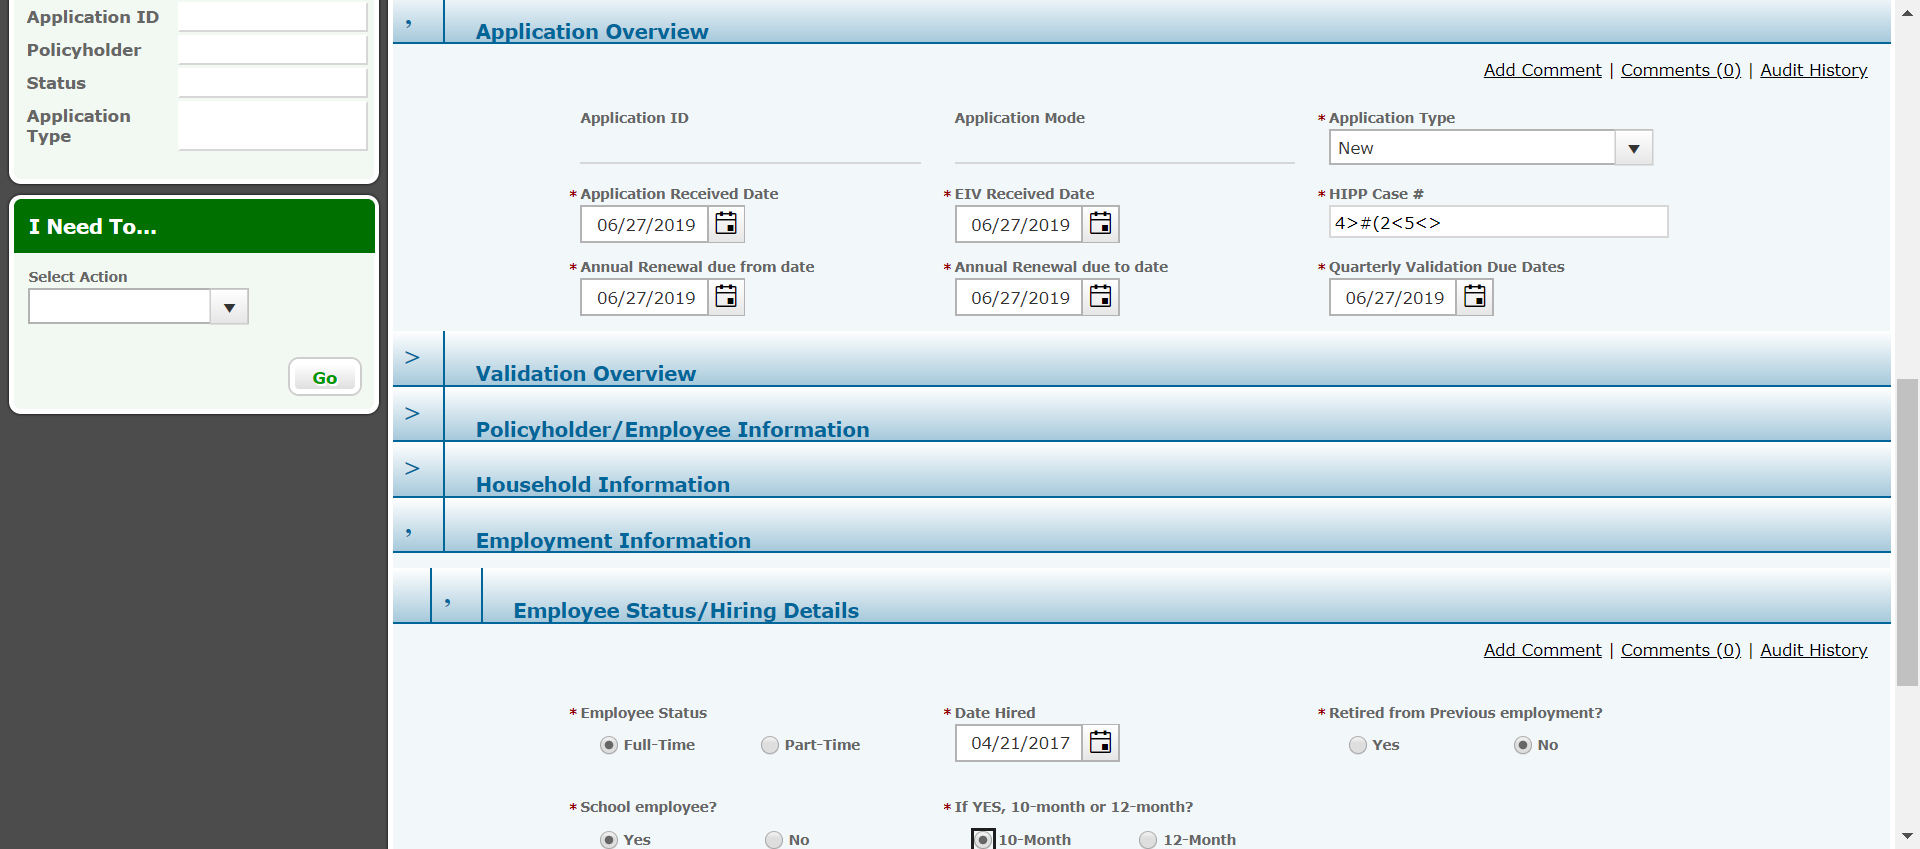 Application ID
Policyholder
Status
Application
Type
I Need To...
Select Action
Go
, Application Overview
Add Comment | Comments (0) | Audit History
Application ID Application Mode * Application Type
New
* Application Received Date * EIV Received Date * HIPP Case #
06/27/2019 06/27/2019 4>#(2<5<>
* Annual Renewal due from date * Annual Renewal due to date * Quarterly Validation Due Dates
06/27/2019 06/27/2019 06/27/2019
> Validation Overview
> Policyholder/Employee Information
> Household Information
, Employment Information
, Employee Status/Hiring Details
Add Comment | Comments (0) | Audit History
* Employee Status * Date Hired * Retired from Previous employment?
Full-Time Part-Time 04/21/2017 Yes No
* School employee? * If YES, 10-month or 12-month?
Yes No 10-Month 12-Month